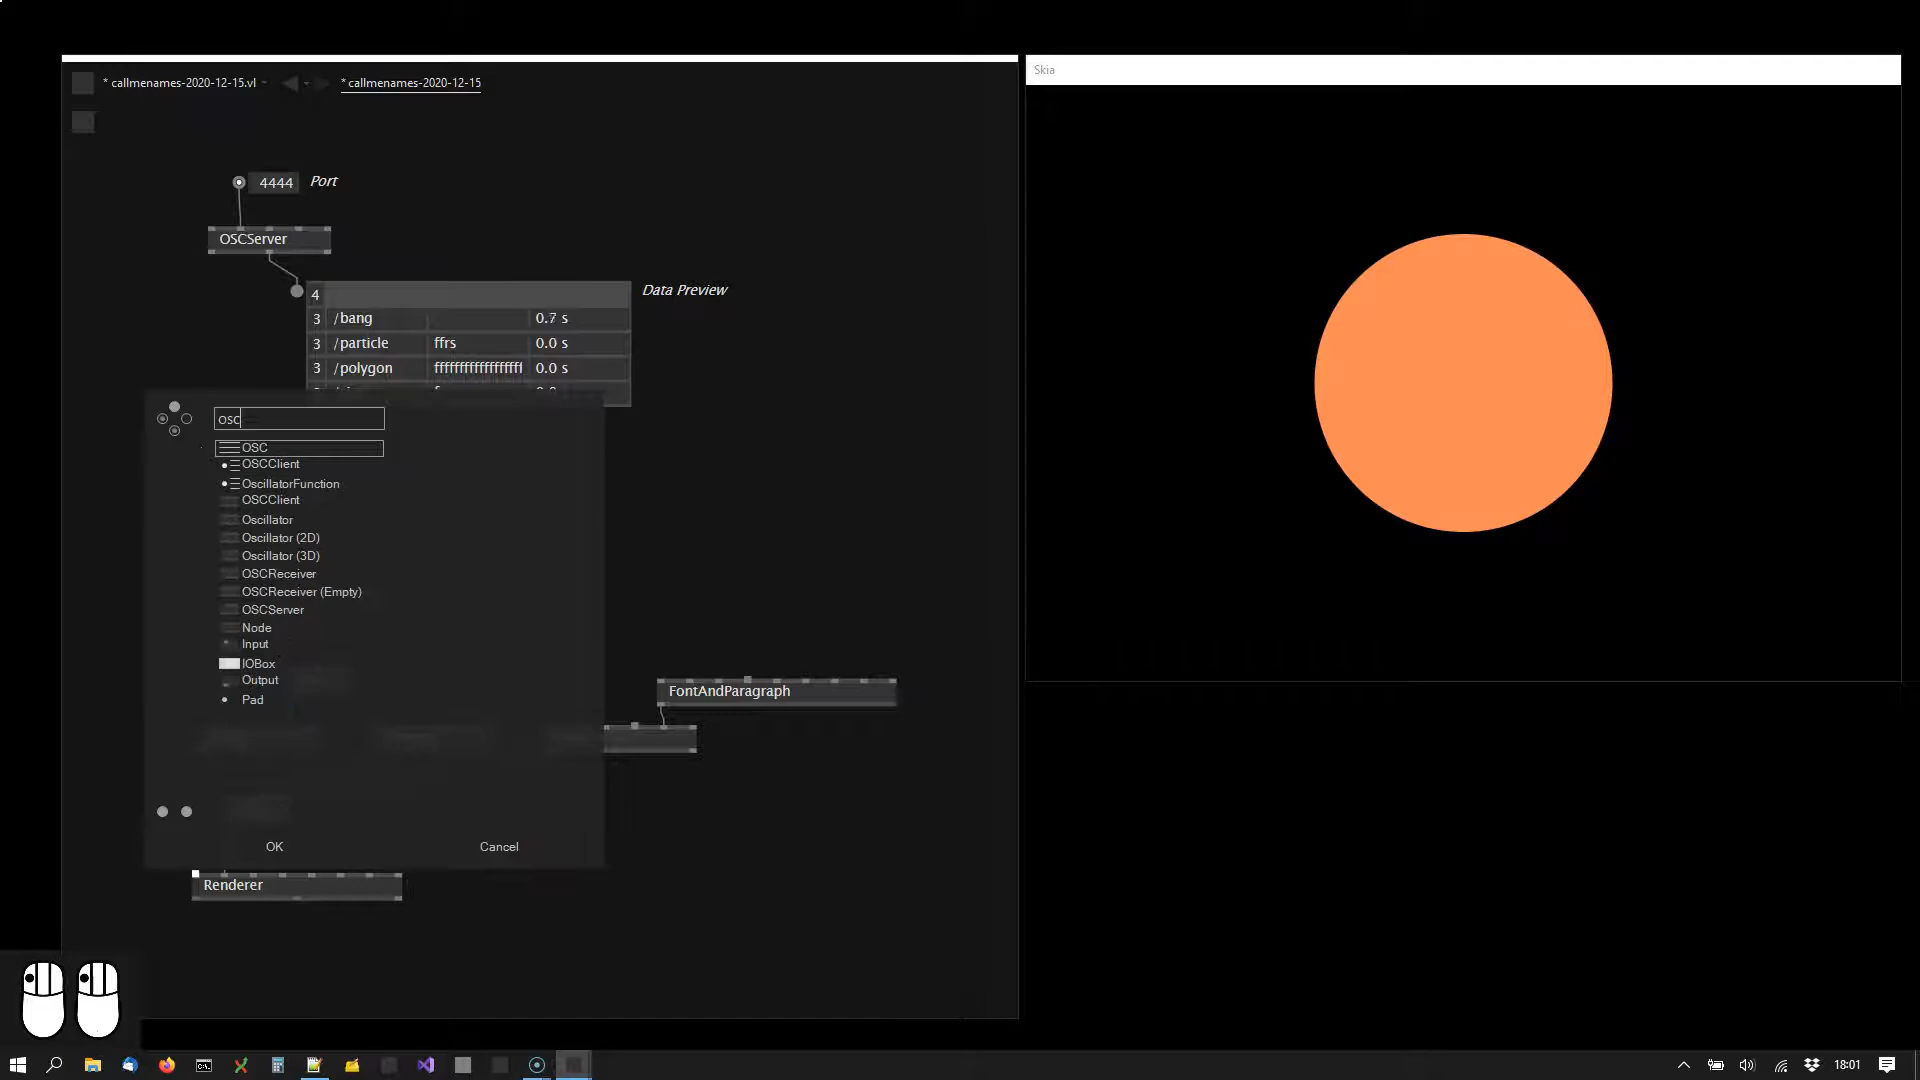 Skia
* callmenames-2020-12-15.vl
* callmenames-2020-12-15
4444 Port
OSCServer
4
Data Preview
3 /bang 0.7 s
3 /particle ffrs 0.0 s
3 /polygon fffffffffffffffff 0.0 s
osc
OSC
OSCClient
OscillatorFunction
OSCClient
Oscillator
Oscillator (2D)
Oscillator (3D)
OSCReceiver
OSCReceiver (Empty)
OSCServer
Node
Input
IOBox
Output
Pad
FontAndParagraph
OK Cancel
Renderer
18:01